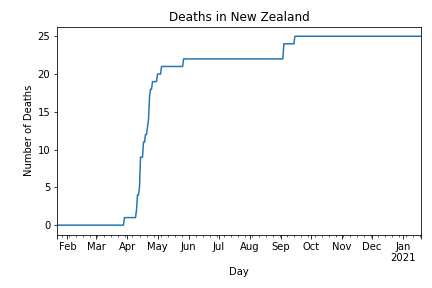 Deaths in New Zealand
Number of Deaths
25
20
15
10
5
0
Feb Mar Apr May Jun Jul Aug Sep Oct Nov Dec Jan
2021
Day